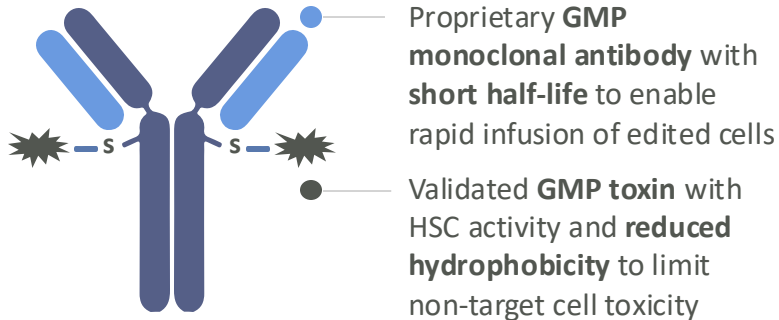 Proprietary GMP
monoclonal antibody with
short half-life to enable
rapid infusion of edited cells
S
S
Validated GMP toxin with
HSC activity and reduced
hydrophobicity to limit
non-target cell toxicity